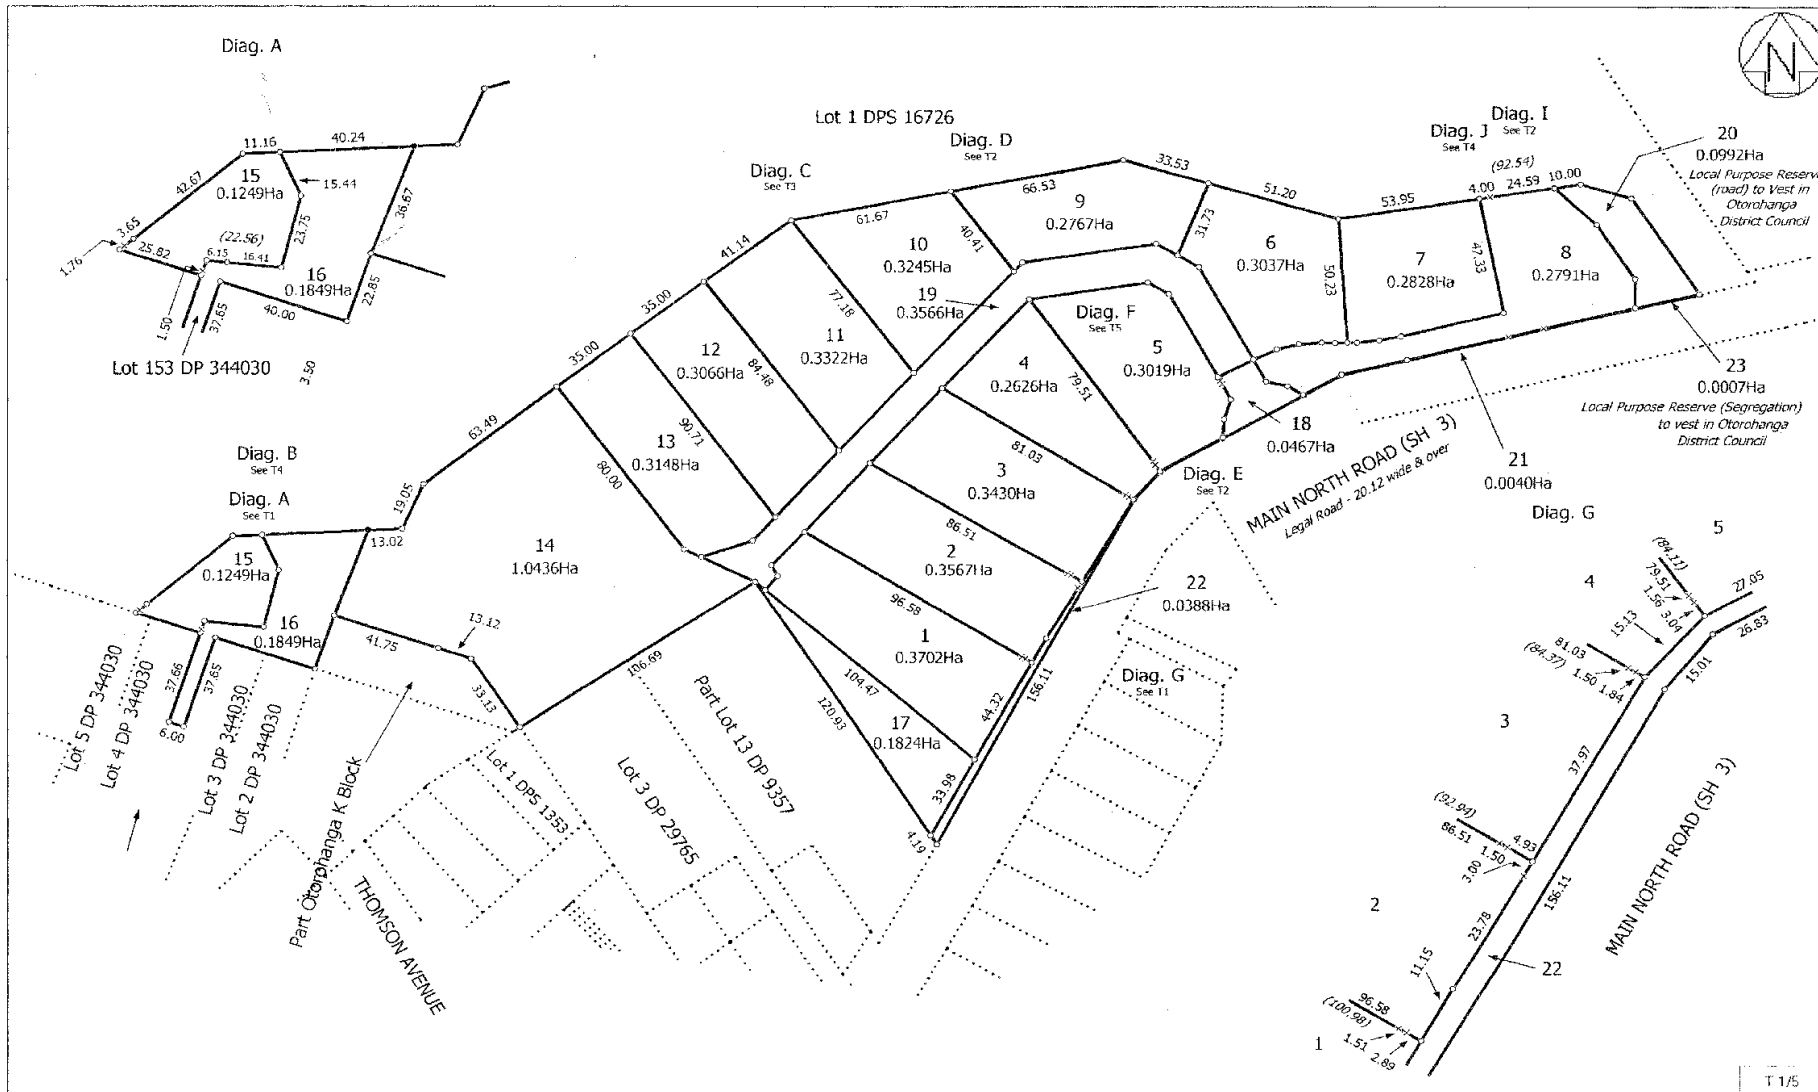 Diag. A
11.16
40.24
42.67
15
0.1249Ha
15.44
36.67
3.65
23.75
(22.56)
6.15
16.41
25.82
1.76
16
0.1849Ha
22.85
1.50
37.65
40.00
Lot 153 DP 344030
3.50
Lot 1 DPS 16726
Diag. C
See T3
Diag. D
See T2
Diag. J
See T4
Diag. I
See T2
N
20
0.0992Ha
Local Purpose Reserve
(road) to Vest in
Otorohanga
District Council
33.53
66.53
61.67
51.20
53.95
(92.54)
4.00
24.59
10.00
9
0.2767Ha
31.73
40.41
10
0.3245Ha
6
0.3037Ha
50.23
7
0.2828Ha
47.33
8
0.2791Ha
41.14
35.00
35.00
77.18
19
0.3566Ha
Diag. F
See T5
11
0.3322Ha
12
0.3066Ha
84.48
5
0.3019Ha
4
0.2626Ha
79.51
23
0.0007Ha
Local Purpose Reserve (Segregation)
to vest in Otorohanga
District Council
18
0.0467Ha
21
0.0040Ha
MAIN NORTH ROAD (SH 3)
Legal Road - 20.12 wide & over
63.49
90.71
13
0.3148Ha
80.00
81.03
3
0.3430Ha
Diag. E
See T2
Diag. B
See T4
Diag. A
See T1
19.05
13.02
14
1.0436Ha
86.51
2
0.3567Ha
22
0.0388Ha
15
0.1249Ha
16
0.1849Ha
13.12
41.75
33.13
106.69
96.58
1
0.3702Ha
104.47
120.93
17
0.1824Ha
44.32
156.11
33.98
4.19
37.66
37.65
6.00
Lot 5 DP 344030
Lot 4 DP 344030
Lot 3 DP 344030
Lot 2 DP 344030
Part Otorohanga K Block
THOMSON AVENUE
Lot 1 DPS 1353
Lot 3 DP 29765
Part Lot 13 DP 9357
Diag. G
See T1
Diag. G
5
4
(84.11)
79.51
1.56
3.04
27.05
26.83
15.13
15.01
81.03
(84.37)
1.50
1.84
3
37.97
(92.94)
86.51
1.50
4.93
3.00
2
23.78
156.11
MAIN NORTH ROAD (SH 3)
11.15
22
96.58
(100.98)
1.51
2.89
1
T 1/5